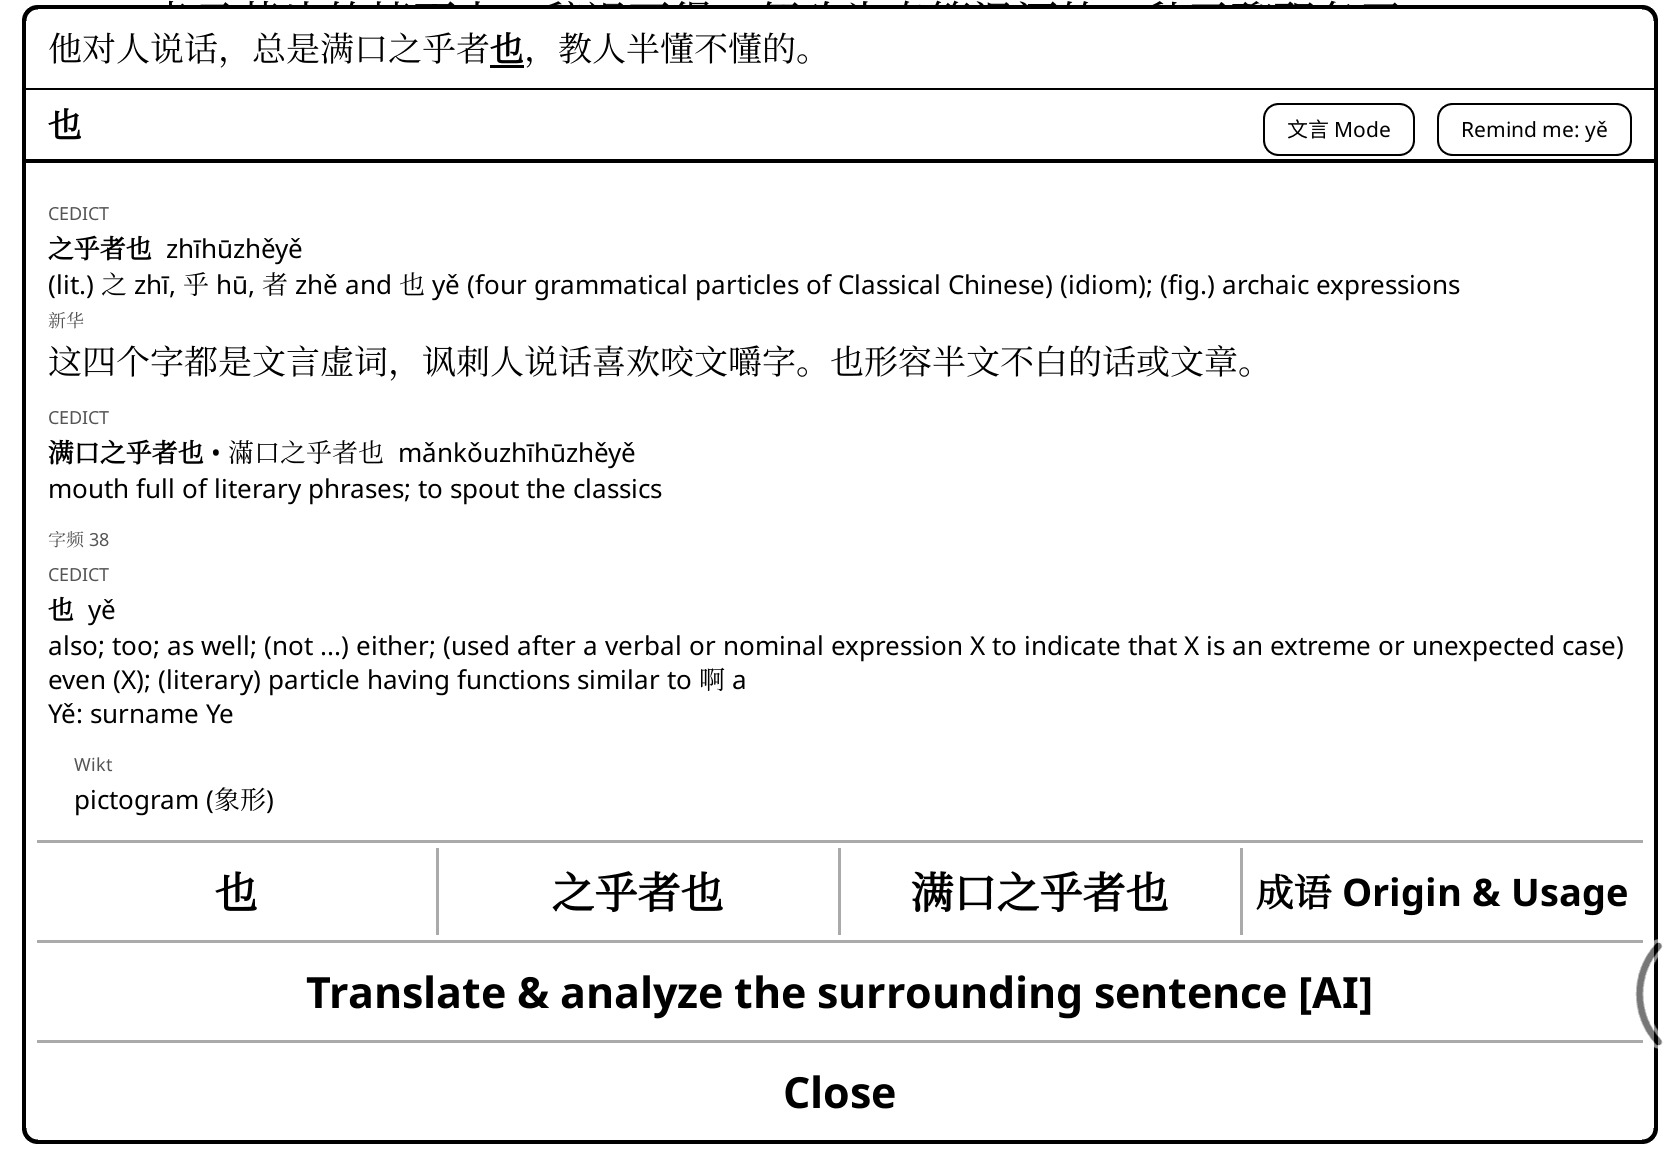 他对人说话，总是满口之乎者也，教人半懂不懂的。
也
文言 Mode
Remind me: yě
CEDICT
之乎者也 zhīhūzhěyě
(lit.) 之 zhī, 乎 hū, 者 zhě and 也 yě (four grammatical particles of Classical Chinese) (idiom); (fig.) archaic expressions
新华
这四个字都是文言虚词，讽刺人说话喜欢咬文嚼字。也形容半文不白的话或文章。
CEDICT
满口之乎者也 • 滿口之乎者也 mǎnkǒuzhīhūzhěyě
mouth full of literary phrases; to spout the classics
字频 38
CEDICT
也 yě
also; too; as well; (not ...) either; (used after a verbal or nominal expression X to indicate that X is an extreme or unexpected case)
even (X); (literary) particle having functions similar to 啊 a
Yě: surname Ye
Wikt
pictogram (象形)
也
之乎者也
满口之乎者也
成语 Origin & Usage
Translate & analyze the surrounding sentence [AI]
Close